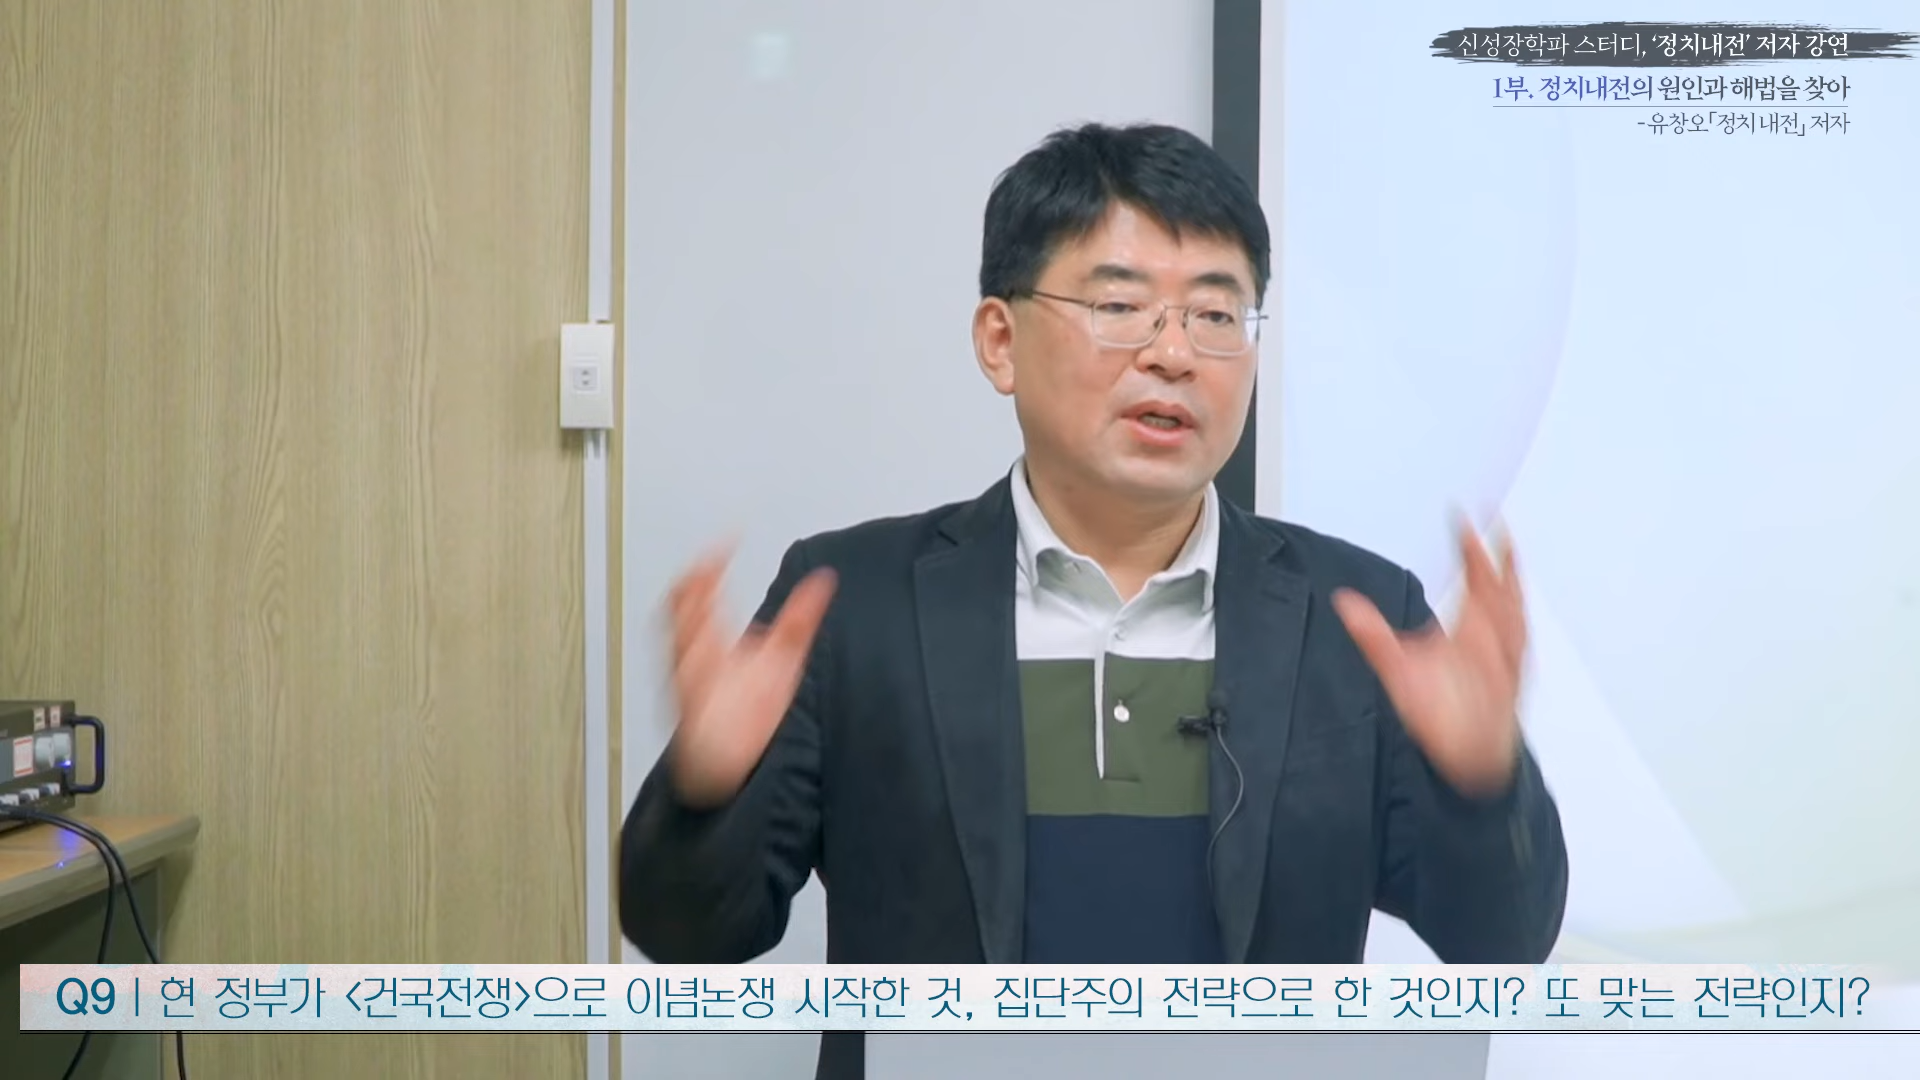 신성장학파 스터디, ‘정치내전’ 저자 강연
1부. 정치내전의 원인과 해법을 찾아
-유창오「정치 내전」저자
Q9 | 현 정부가 <건국전쟁>으로 이념논쟁 시작한 것, 집단주의 전략으로 한 것인지? 또 맞는 전략인지?